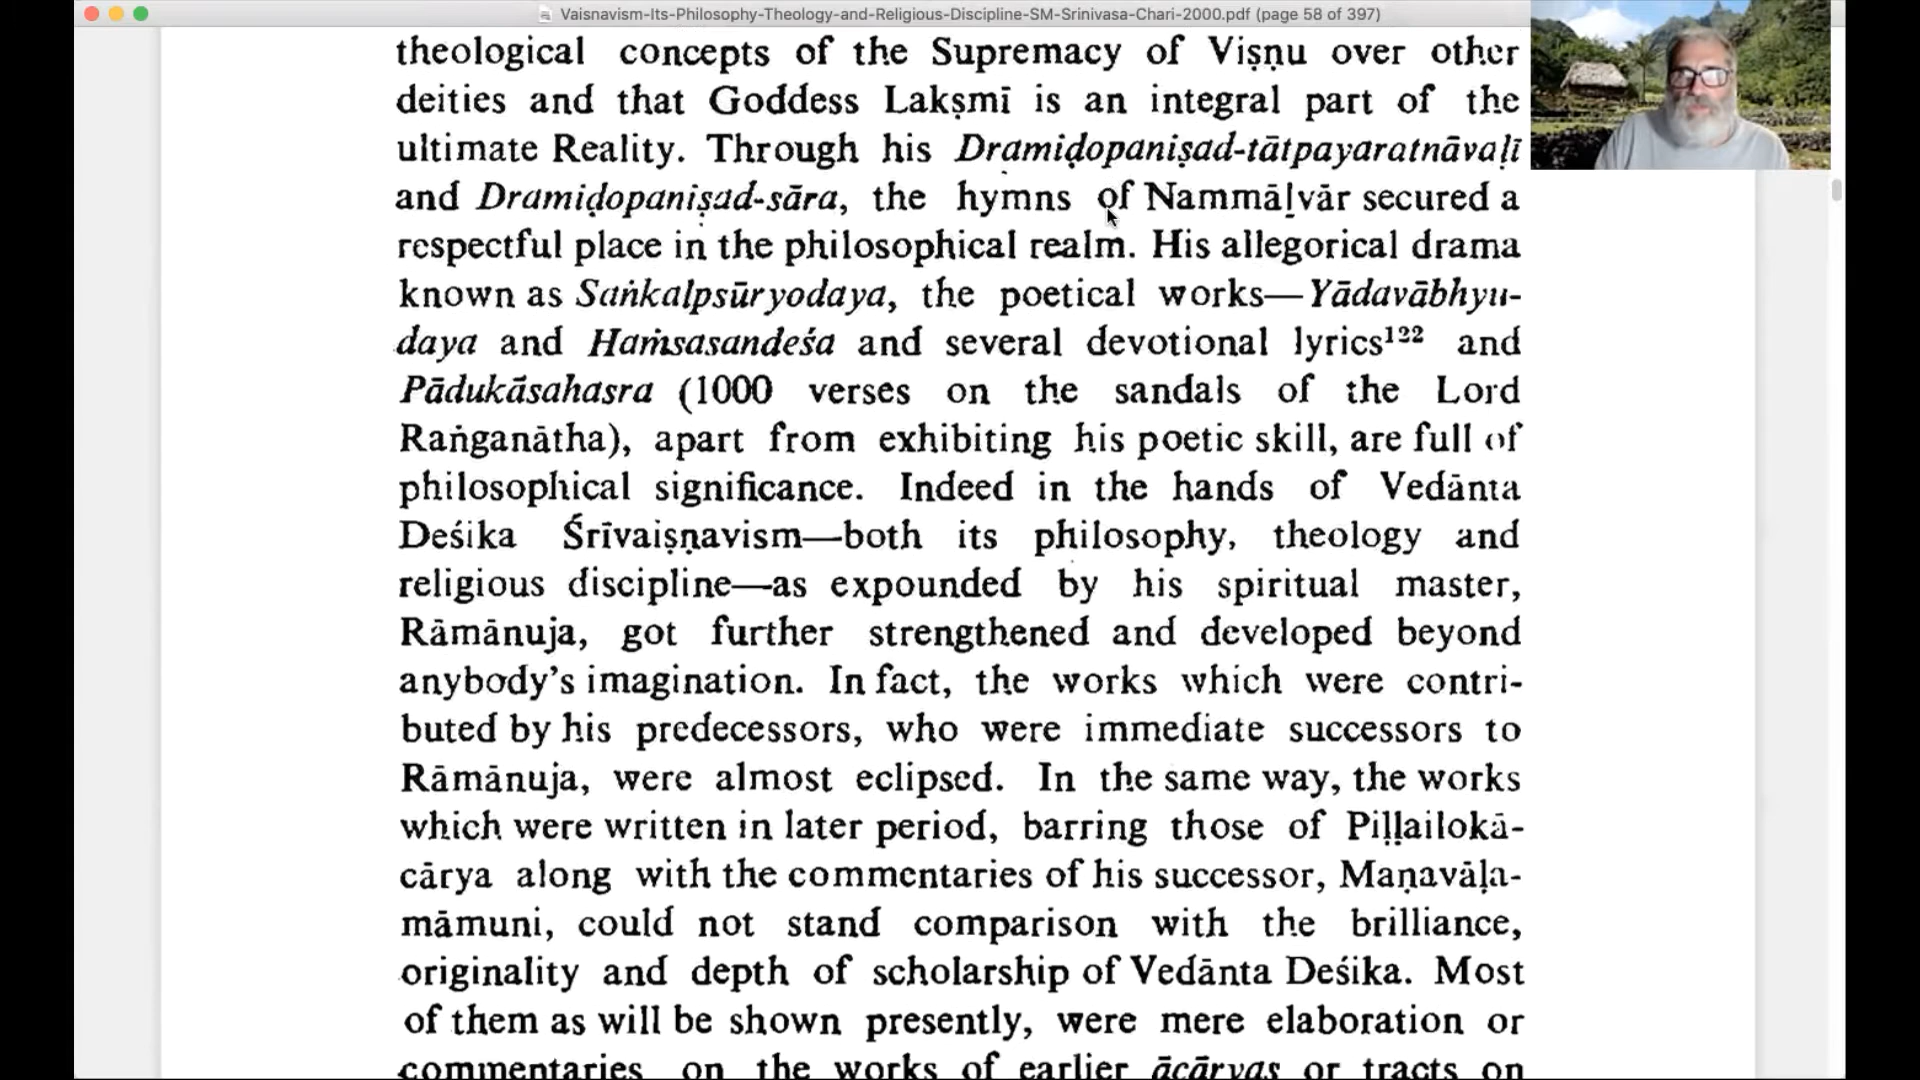 Vaisnavism-Its-Philosophy-Theology-and-Religious-Discipline-SM-Srinivasa-Chari-2000.pdf (page 58 of 397)
theological concepts of the Supremacy of Viṣṇu over other
deities and that Goddess Lakṣmī is an integral part of the
ultimate Reality. Through his Dramiḍopaniṣad-tātpayaratnāvaḷī
and Dramiḍopaniṣad-sāra, the hymns of Nammāḻvār secured a
respectful place in the philosophical realm. His allegorical drama
known as Saṅkalpsūryodaya, the poetical works—Yādavābhyu-
daya and Haṁsasandeśa and several devotional lyrics¹²² and
Pādukāsahasra (1000 verses on the sandals of the Lord
Raṅganātha), apart from exhibiting his poetic skill, are full of
philosophical significance. Indeed in the hands of Vedānta
Deśika Śrīvaiṣṇavism—both its philosophy, theology and
religious discipline—as expounded by his spiritual master,
Rāmānuja, got further strengthened and developed beyond
anybody's imagination. In fact, the works which were contri-
buted by his predecessors, who were immediate successors to
Rāmānuja, were almost eclipsed. In the same way, the works
which were written in later period, barring those of Piḷḷailokā-
cārya along with the commentaries of his successor, Maṇavāḷa-
māmuni, could not stand comparison with the brilliance,
originality and depth of scholarship of Vedānta Deśika. Most
of them as will be shown presently, were mere elaboration or
commentaries on the works of earlier ācāryas or tracts on